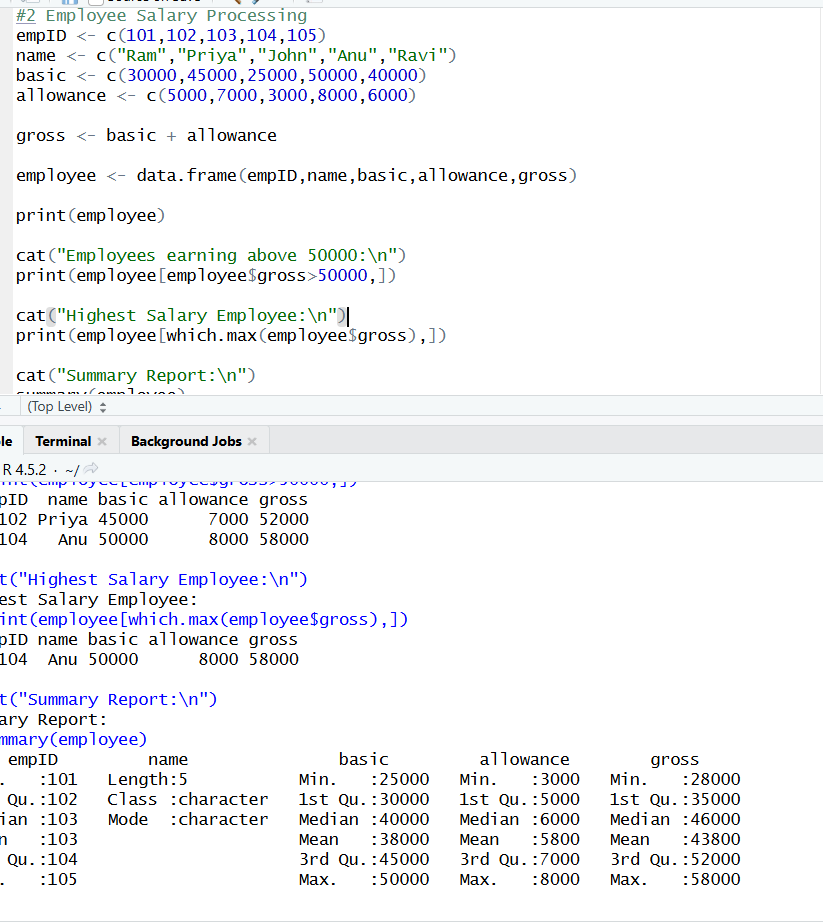 #2 Employee Salary Processing
empID <- c(101,102,103,104,105)
name <- c("Ram","Priya","John","Anu","Ravi")
basic <- c(30000,45000,25000,50000,40000)
allowance <- c(5000,7000,3000,8000,6000)
gross <- basic + allowance
employee <- data.frame(empID,name,basic,allowance,gross)
print(employee)
cat("Employees earning above 50000:\n")
print(employee[employee$gross>50000,])
cat("Highest Salary Employee:\n")
print(employee[which.max(employee$gross),])
cat("Summary Report:\n")
summary(employee)
(Top Level)
le Terminal × Background Jobs ×
R 4.5.2 · ~/
int(employee[employee$gross>50000,])
pID name basic allowance gross
102 Priya 45000 7000 52000
104 Anu 50000 8000 58000
t("Highest Salary Employee:\n")
est Salary Employee:
int(employee[which.max(employee$gross),])
pID name basic allowance gross
104 Anu 50000 8000 58000
t("Summary Report:\n")
ary Report:
mmary(employee)
empID name basic allowance gross
. :101 Length:5 Min. :25000 Min. :3000 Min. :28000
Qu.:102 Class :character 1st Qu.:30000 1st Qu.:5000 1st Qu.:35000
ian :103 Mode :character Median :40000 Median :6000 Median :46000
n :103 Mean :38000 Mean :5800 Mean :43800
Qu.:104 3rd Qu.:45000 3rd Qu.:7000 3rd Qu.:52000
. :105 Max. :50000 Max. :8000 Max. :58000